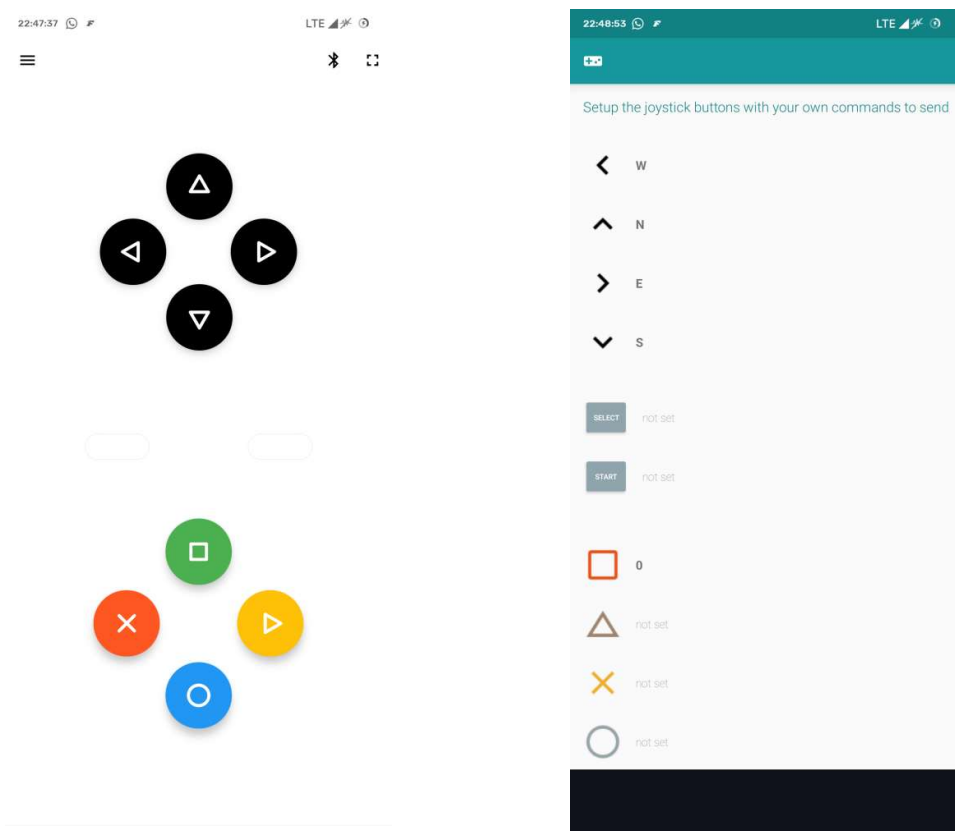 22:47:37
LTE
22:48:53
LTE
Setup the joystick buttons with your own commands to send
W
N
E
S
SELECT not set
START not set
0
not set
not set
not set